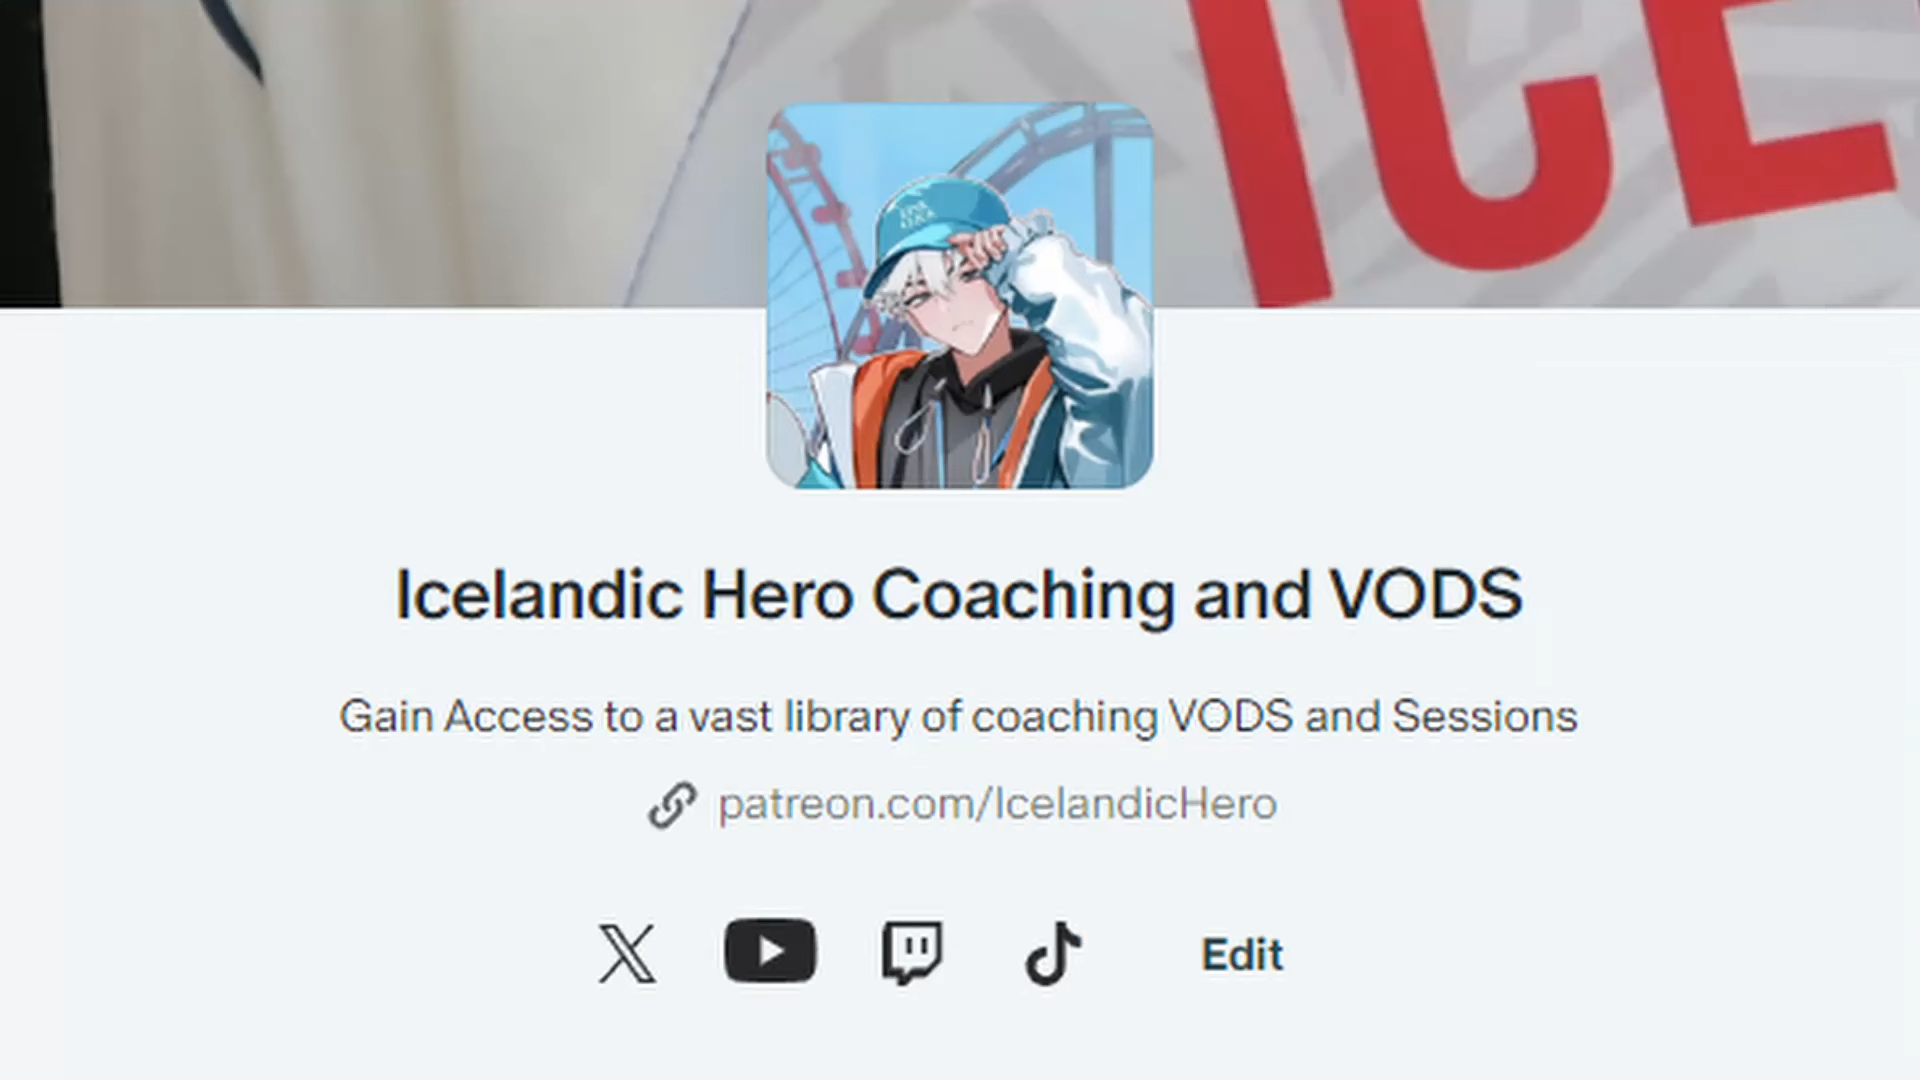 ICE
Icelandic Hero Coaching and VODS
Gain Access to a vast library of coaching VODS and Sessions
patreon.com/IcelandicHero
Edit